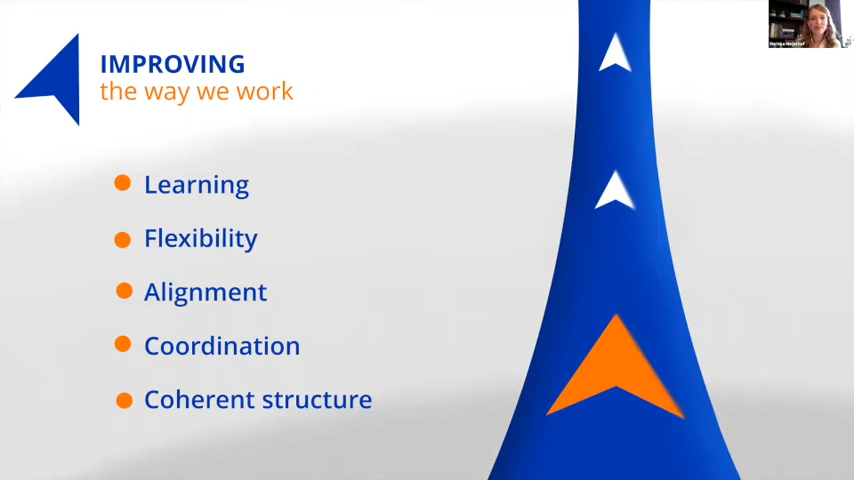 IMPROVING
the way we work
Learning
Flexibility
Alignment
Coordination
Coherent structure